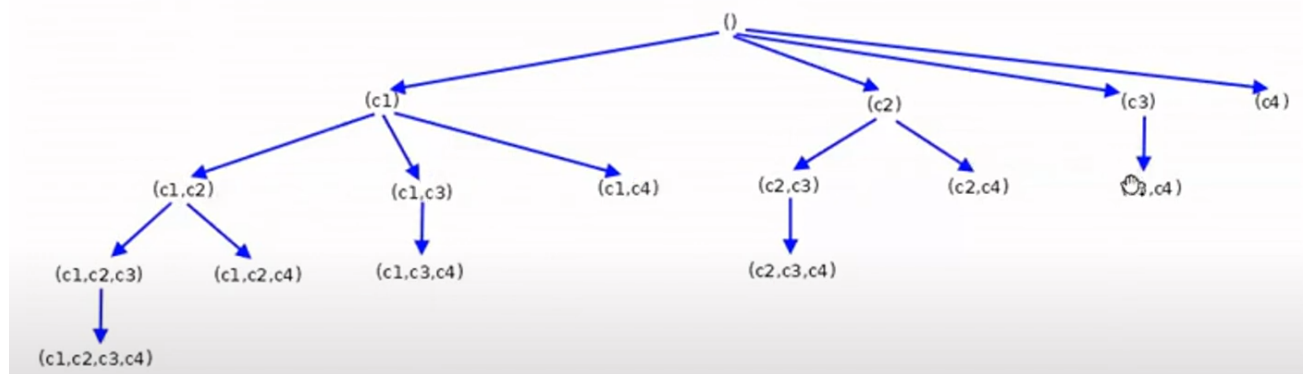 ()
(c1)
(c2)
(c3)
(c4)
(c1,c2)
(c1,c3)
(c1,c4)
(c2,c3)
(c2,c4)
,c4)
(c1,c2,c3)
(c1,c2,c4)
(c1,c3,c4)
(c2,c3,c4)
(c1,c2,c3,c4)